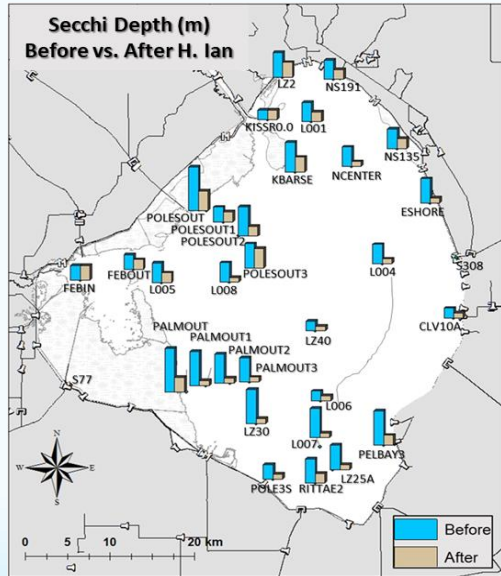 Secchi Depth (m)
Before vs. After H. Ian
LZ2
NS191
KISSR0.0
L001
NS135
KBARSE
NCENTER
ESHORE
POLESOUT
POLESOUT1
POLESOUT2
POLESOUT3
L004
S308
FEBIN
FEBOUT
L005
L008
CLV10A
LZ40
PALMOUT
PALMOUT1
PALMOUT2
PALMOUT3
S77
L006
LZ30
L007
PELBAY3
LZ25A
POLE3S
RITTAE2
N
W
E
S
0 5 10 20 km
Before
After